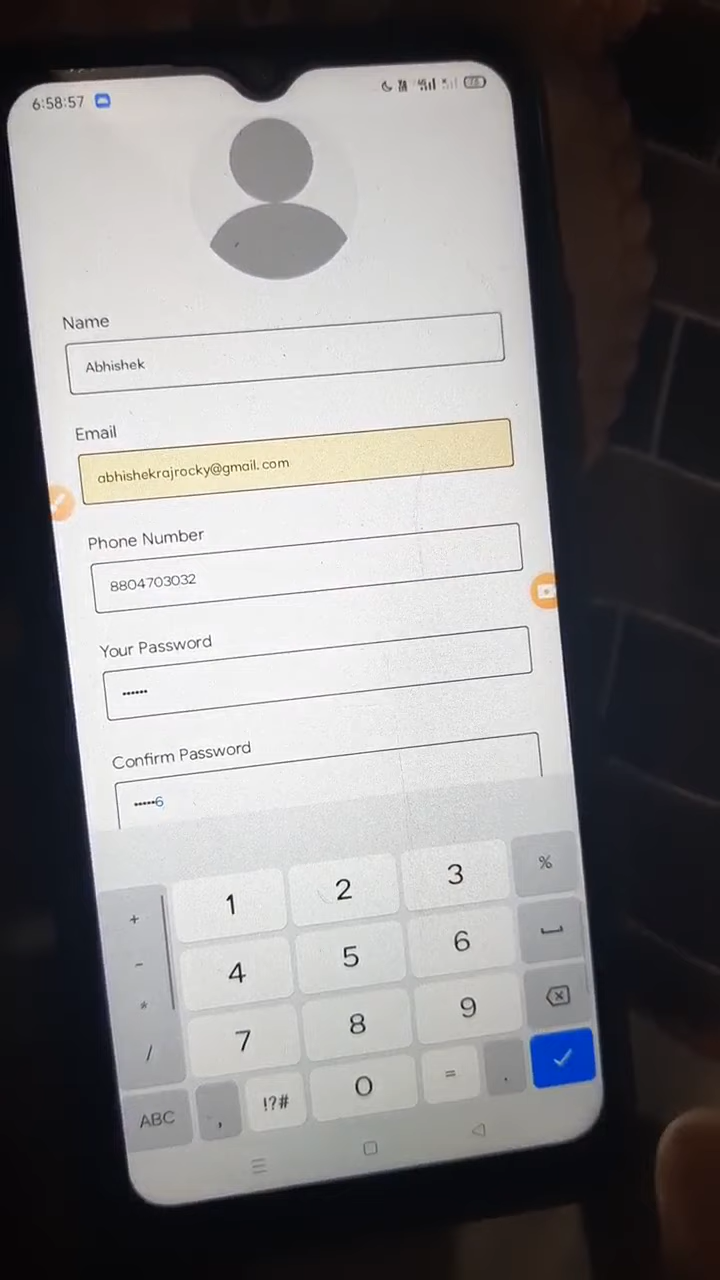 6:58:57
Name
Abhishek
Email
abhishekrajrocky@gmail.com
Phone Number
8804703032
Your Password
••••••
Confirm Password
•••••6
+ 1 2 3 %
- 4 5 6
* 7 8 9
/
ABC , !?# 0 = .